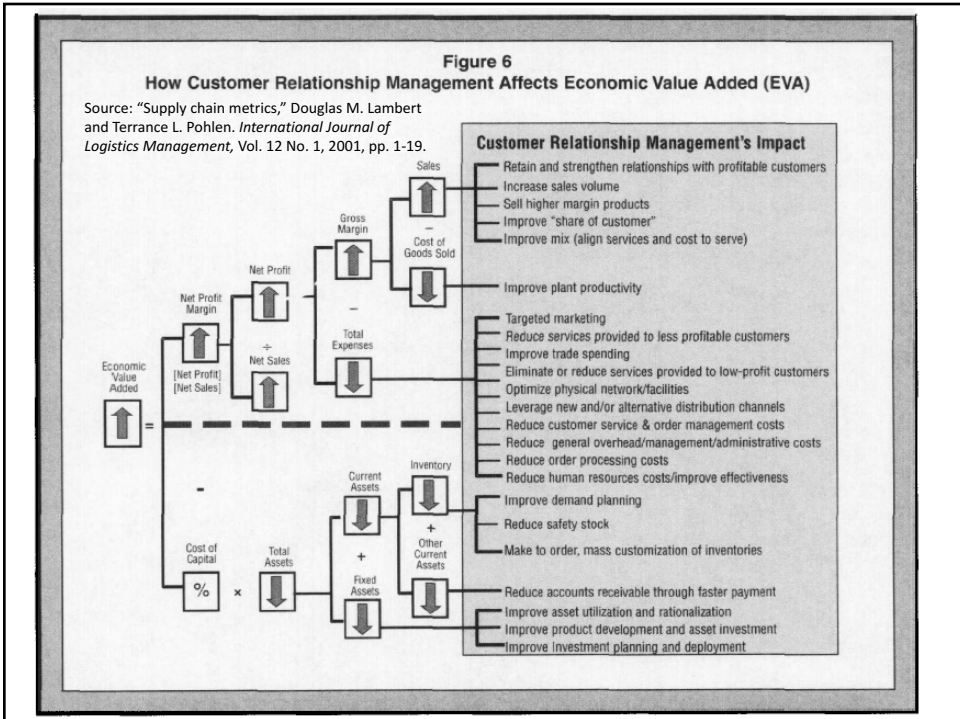 Figure 6
How Customer Relationship Management Affects Economic Value Added (EVA)
Source: “Supply chain metrics,” Douglas M. Lambert
and Terrance L. Pohlen. International Journal of
Logistics Management, Vol. 12 No. 1, 2001, pp. 1-19.
Customer Relationship Management's Impact
Sales
Retain and strengthen relationships with profitable customers
Increase sales volume
Sell higher margin products
Improve “share of customer”
Improve mix (align services and cost to serve)
Gross
Margin
–
Cost of
Goods Sold
Improve plant productivity
Net Profit
–
Net Profit
Margin
[Net Profit]
[Net Sales]
÷
Net Sales
Total
Expenses
Targeted marketing
Reduce services provided to less profitable customers
Improve trade spending
Eliminate or reduce services provided to low-profit customers
Optimize physical network/facilities
Leverage new and/or alternative distribution channels
Reduce customer service & order management costs
Reduce general overhead/management/administrative costs
Reduce order processing costs
Reduce human resources costs/improve effectiveness
Economic
Value
Added
=
-
Cost of
Capital
%
×
Total
Assets
Current
Assets
+
Fixed
Assets
Inventory
+
Other
Current
Assets
Improve demand planning
Reduce safety stock
Make to order, mass customization of inventories
Reduce accounts receivable through faster payment
Improve asset utilization and rationalization
Improve product development and asset investment
Improve Investment planning and deployment